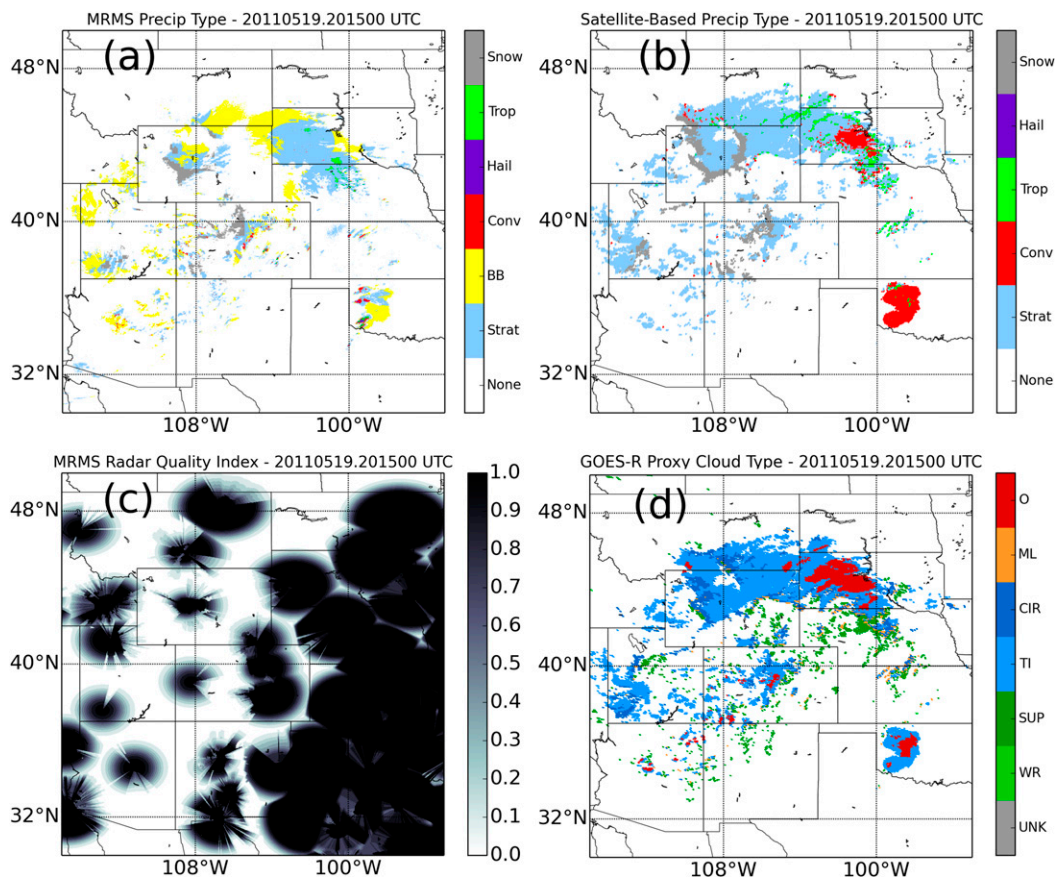 MRMS Precip Type - 20110519.201500 UTC
(a)
48°N
40°N
32°N
108°W
100°W
Snow
Trop
Hail
Conv
BB
Strat
None
Satellite-Based Precip Type - 20110519.201500 UTC
(b)
48°N
40°N
32°N
108°W
100°W
Snow
Hail
Trop
Conv
Strat
None
MRMS Radar Quality Index - 20110519.201500 UTC
(c)
48°N
40°N
32°N
108°W
100°W
1.0
0.9
0.8
0.7
0.6
0.5
0.4
0.3
0.2
0.1
0.0
GOES-R Proxy Cloud Type - 20110519.201500 UTC
(d)
48°N
40°N
32°N
108°W
100°W
O
ML
CIR
TI
SUP
WR
UNK